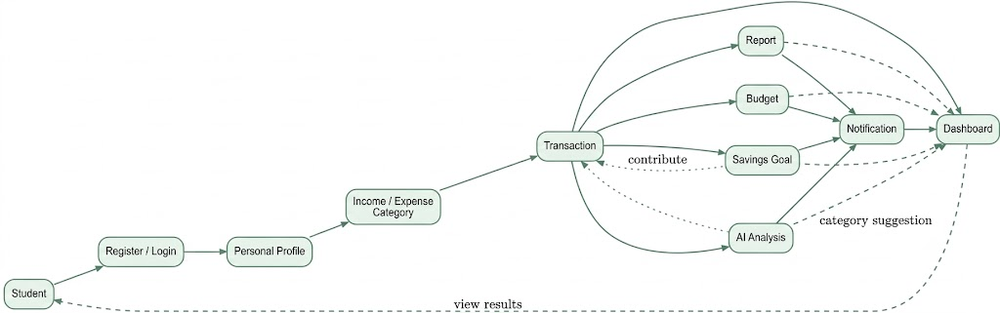 Student
Register / Login
Personal Profile
Income / Expense
Category
Transaction
Report
Budget
Savings Goal
AI Analysis
Notification
Dashboard
contribute
category suggestion
view results